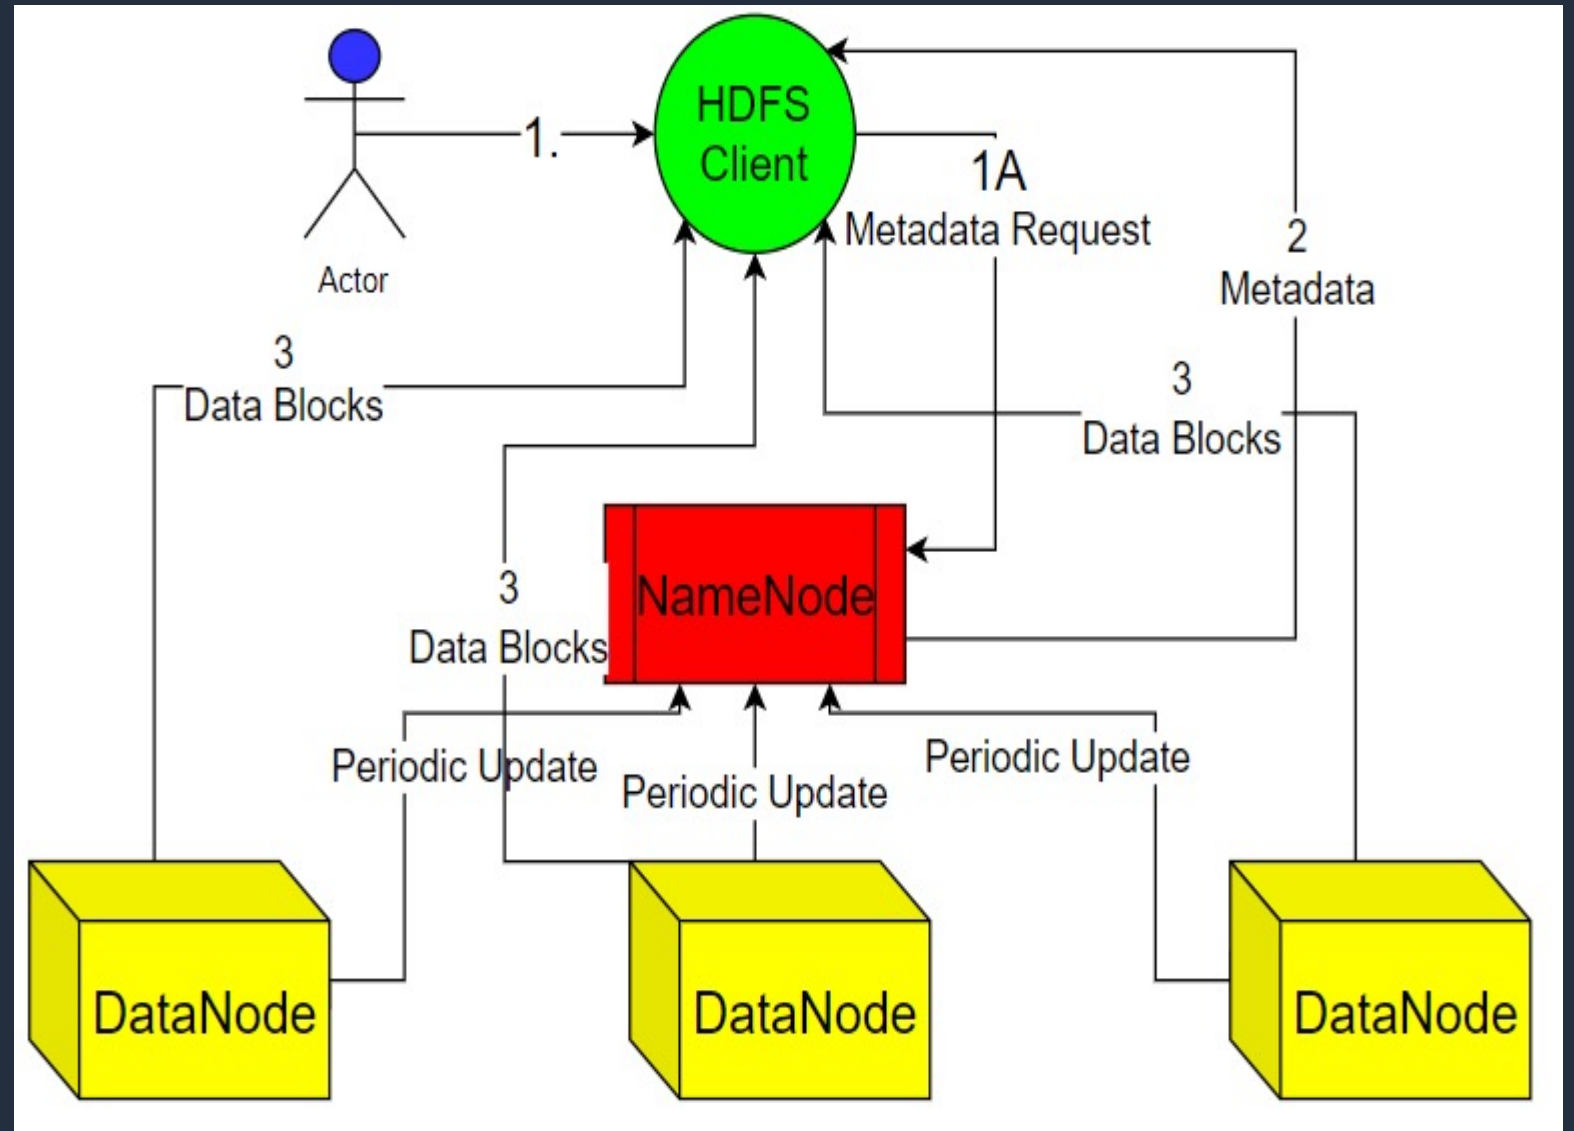 HDFS
Client
1.
1A
Metadata Request
Actor
2
Metadata
3
Data Blocks
3
Data Blocks
3
Data Blocks
NameNode
Periodic Update
Periodic Update
Periodic Update
DataNode
DataNode
DataNode